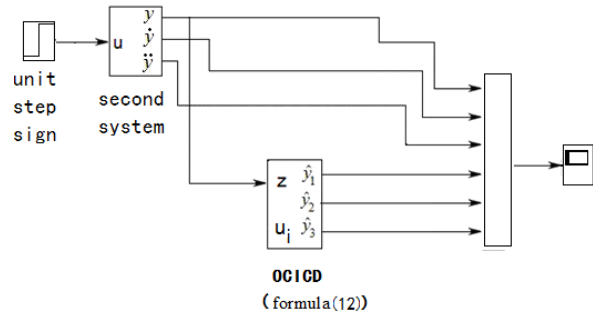 y
u ẏ
ÿ
unit
step
sign
second
system
z ŷ₁
ŷ₂
uᵢ ŷ₃
OCICD
(formula(12))